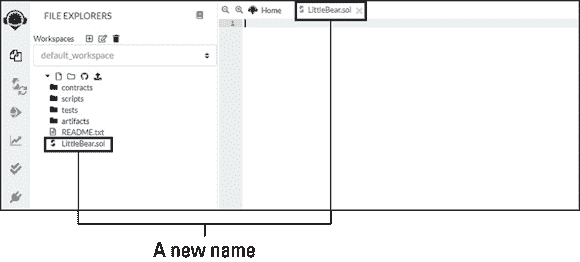 FILE EXPLORERS
Workspaces
default_workspace
contracts
scripts
tests
artifacts
README.txt
LittleBear.sol
Home
LittleBear.sol
1
A new name